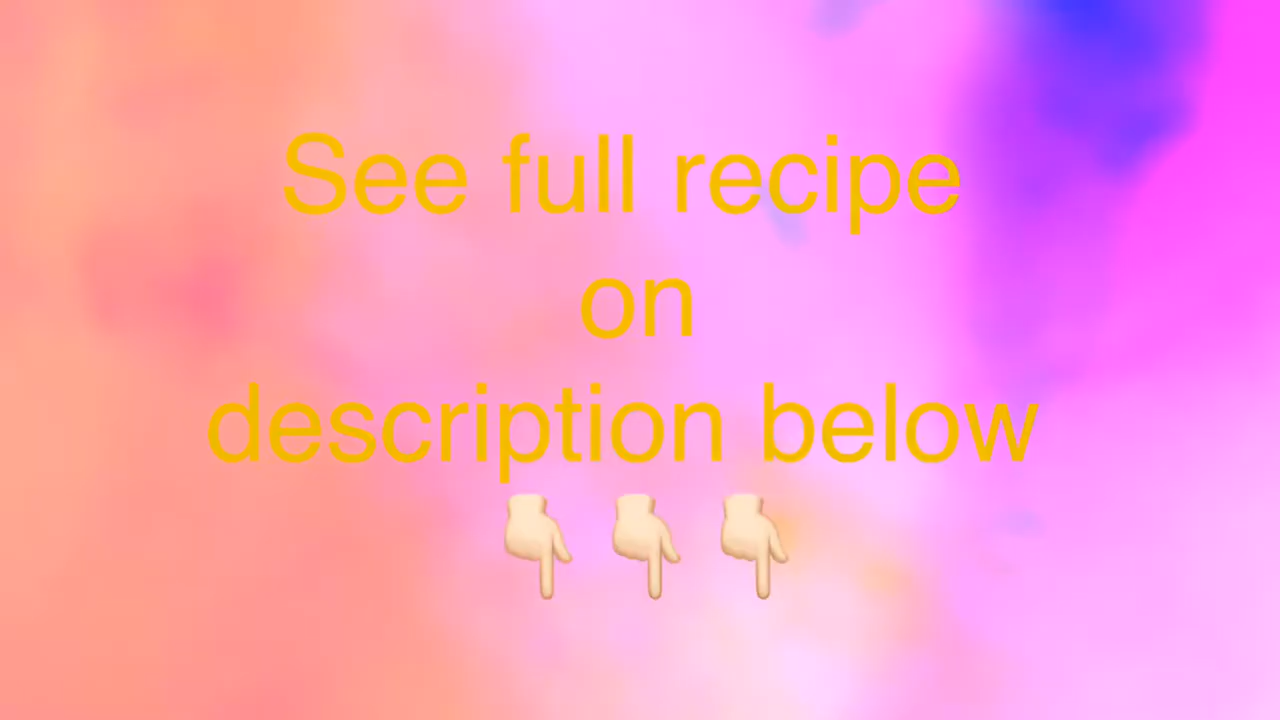 See full recipe
on
description below
👇🏻 👇🏻 👇🏻